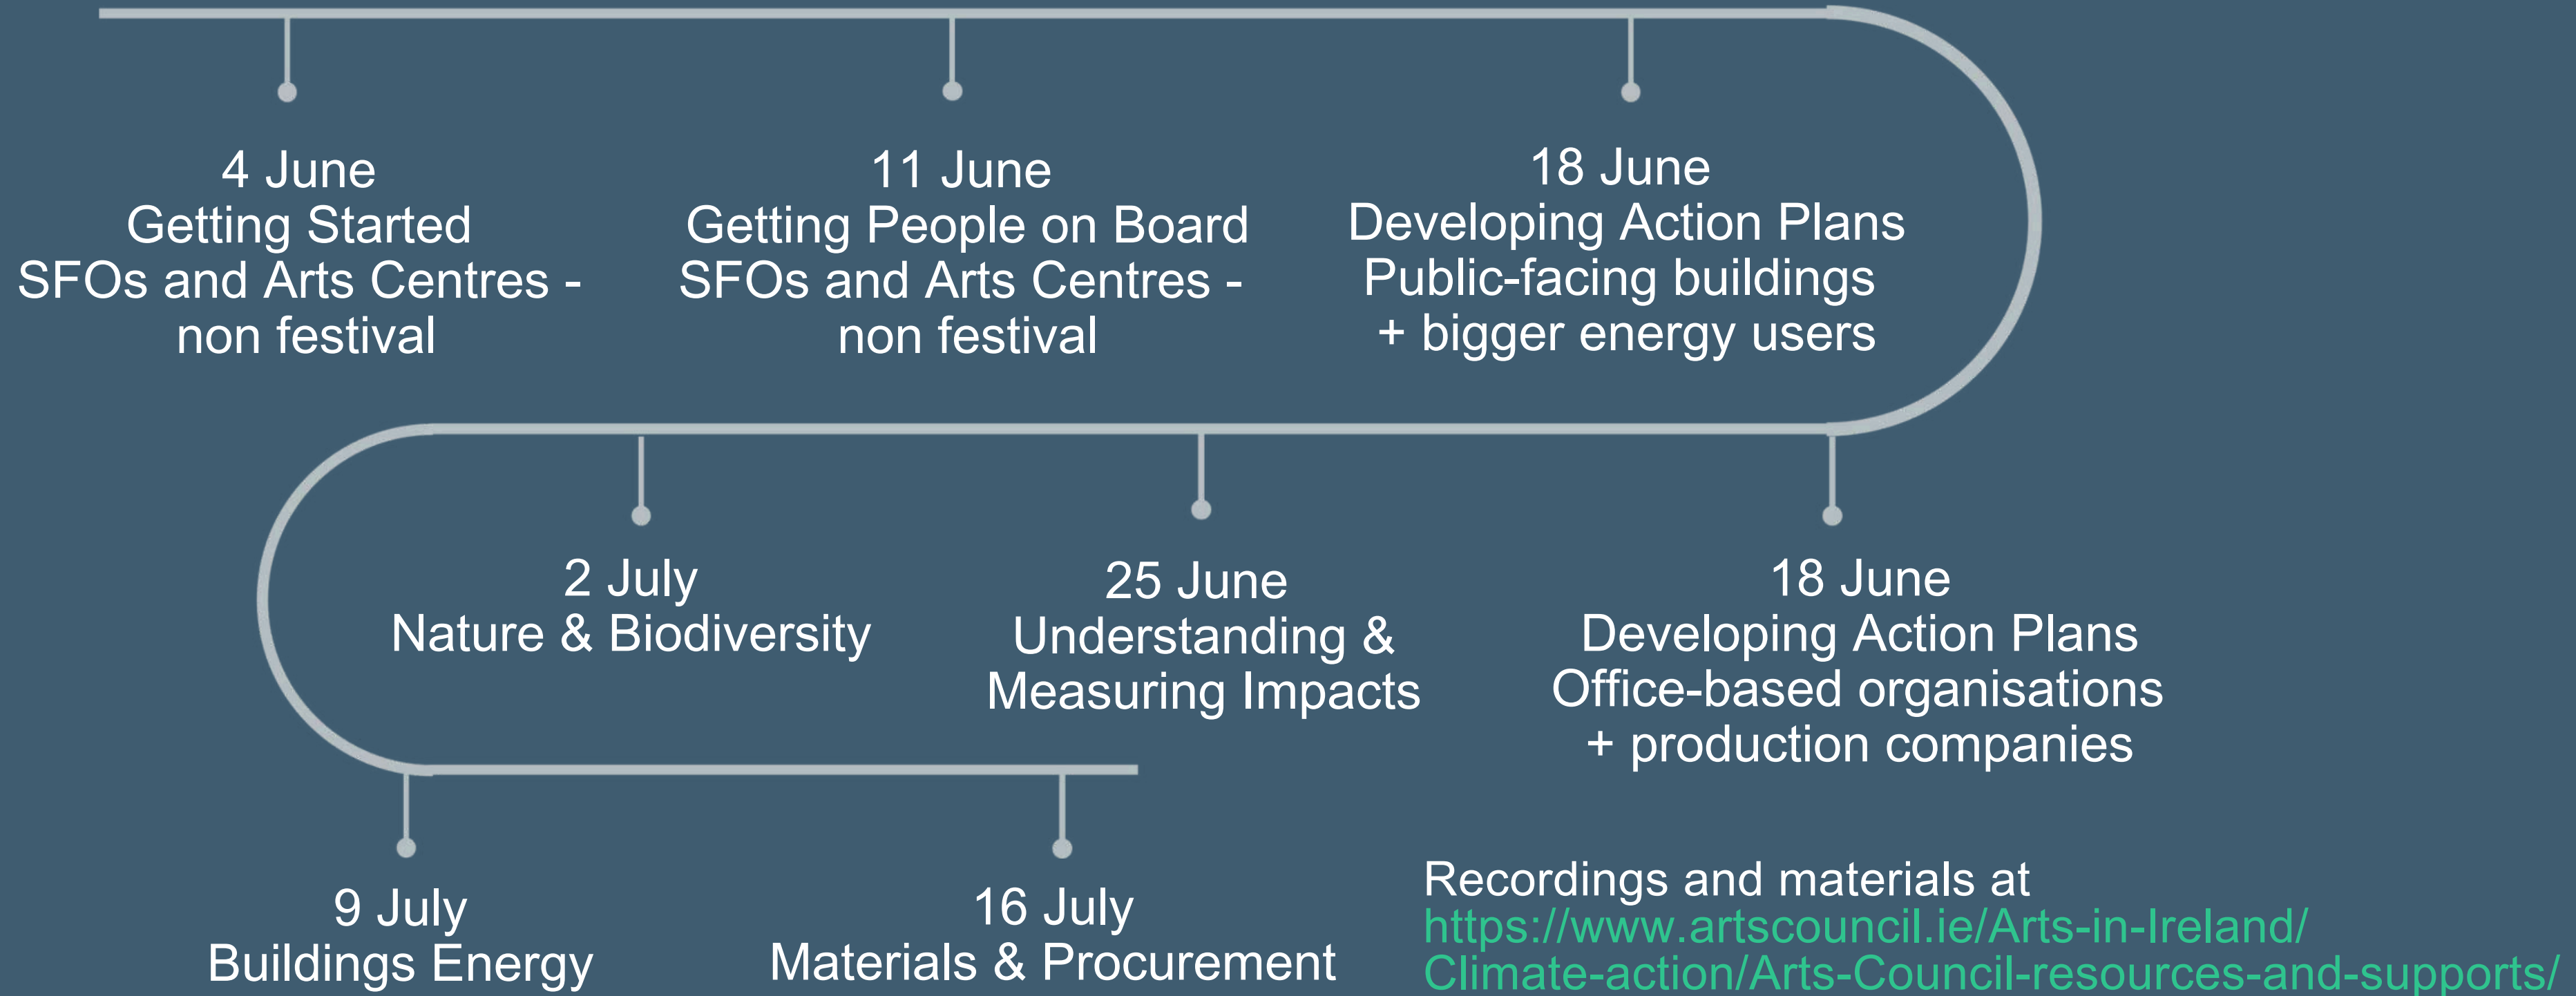 4 June
Getting Started
SFOs and Arts Centres -
non festival
11 June
Getting People on Board
SFOs and Arts Centres -
non festival
18 June
Developing Action Plans
Public-facing buildings
+ bigger energy users
18 June
Developing Action Plans
Office-based organisations
+ production companies
25 June
Understanding &
Measuring Impacts
2 July
Nature & Biodiversity
9 July
Buildings Energy
16 July
Materials & Procurement
Recordings and materials at
https://www.artscouncil.ie/Arts-in-Ireland/
Climate-action/Arts-Council-resources-and-supports/